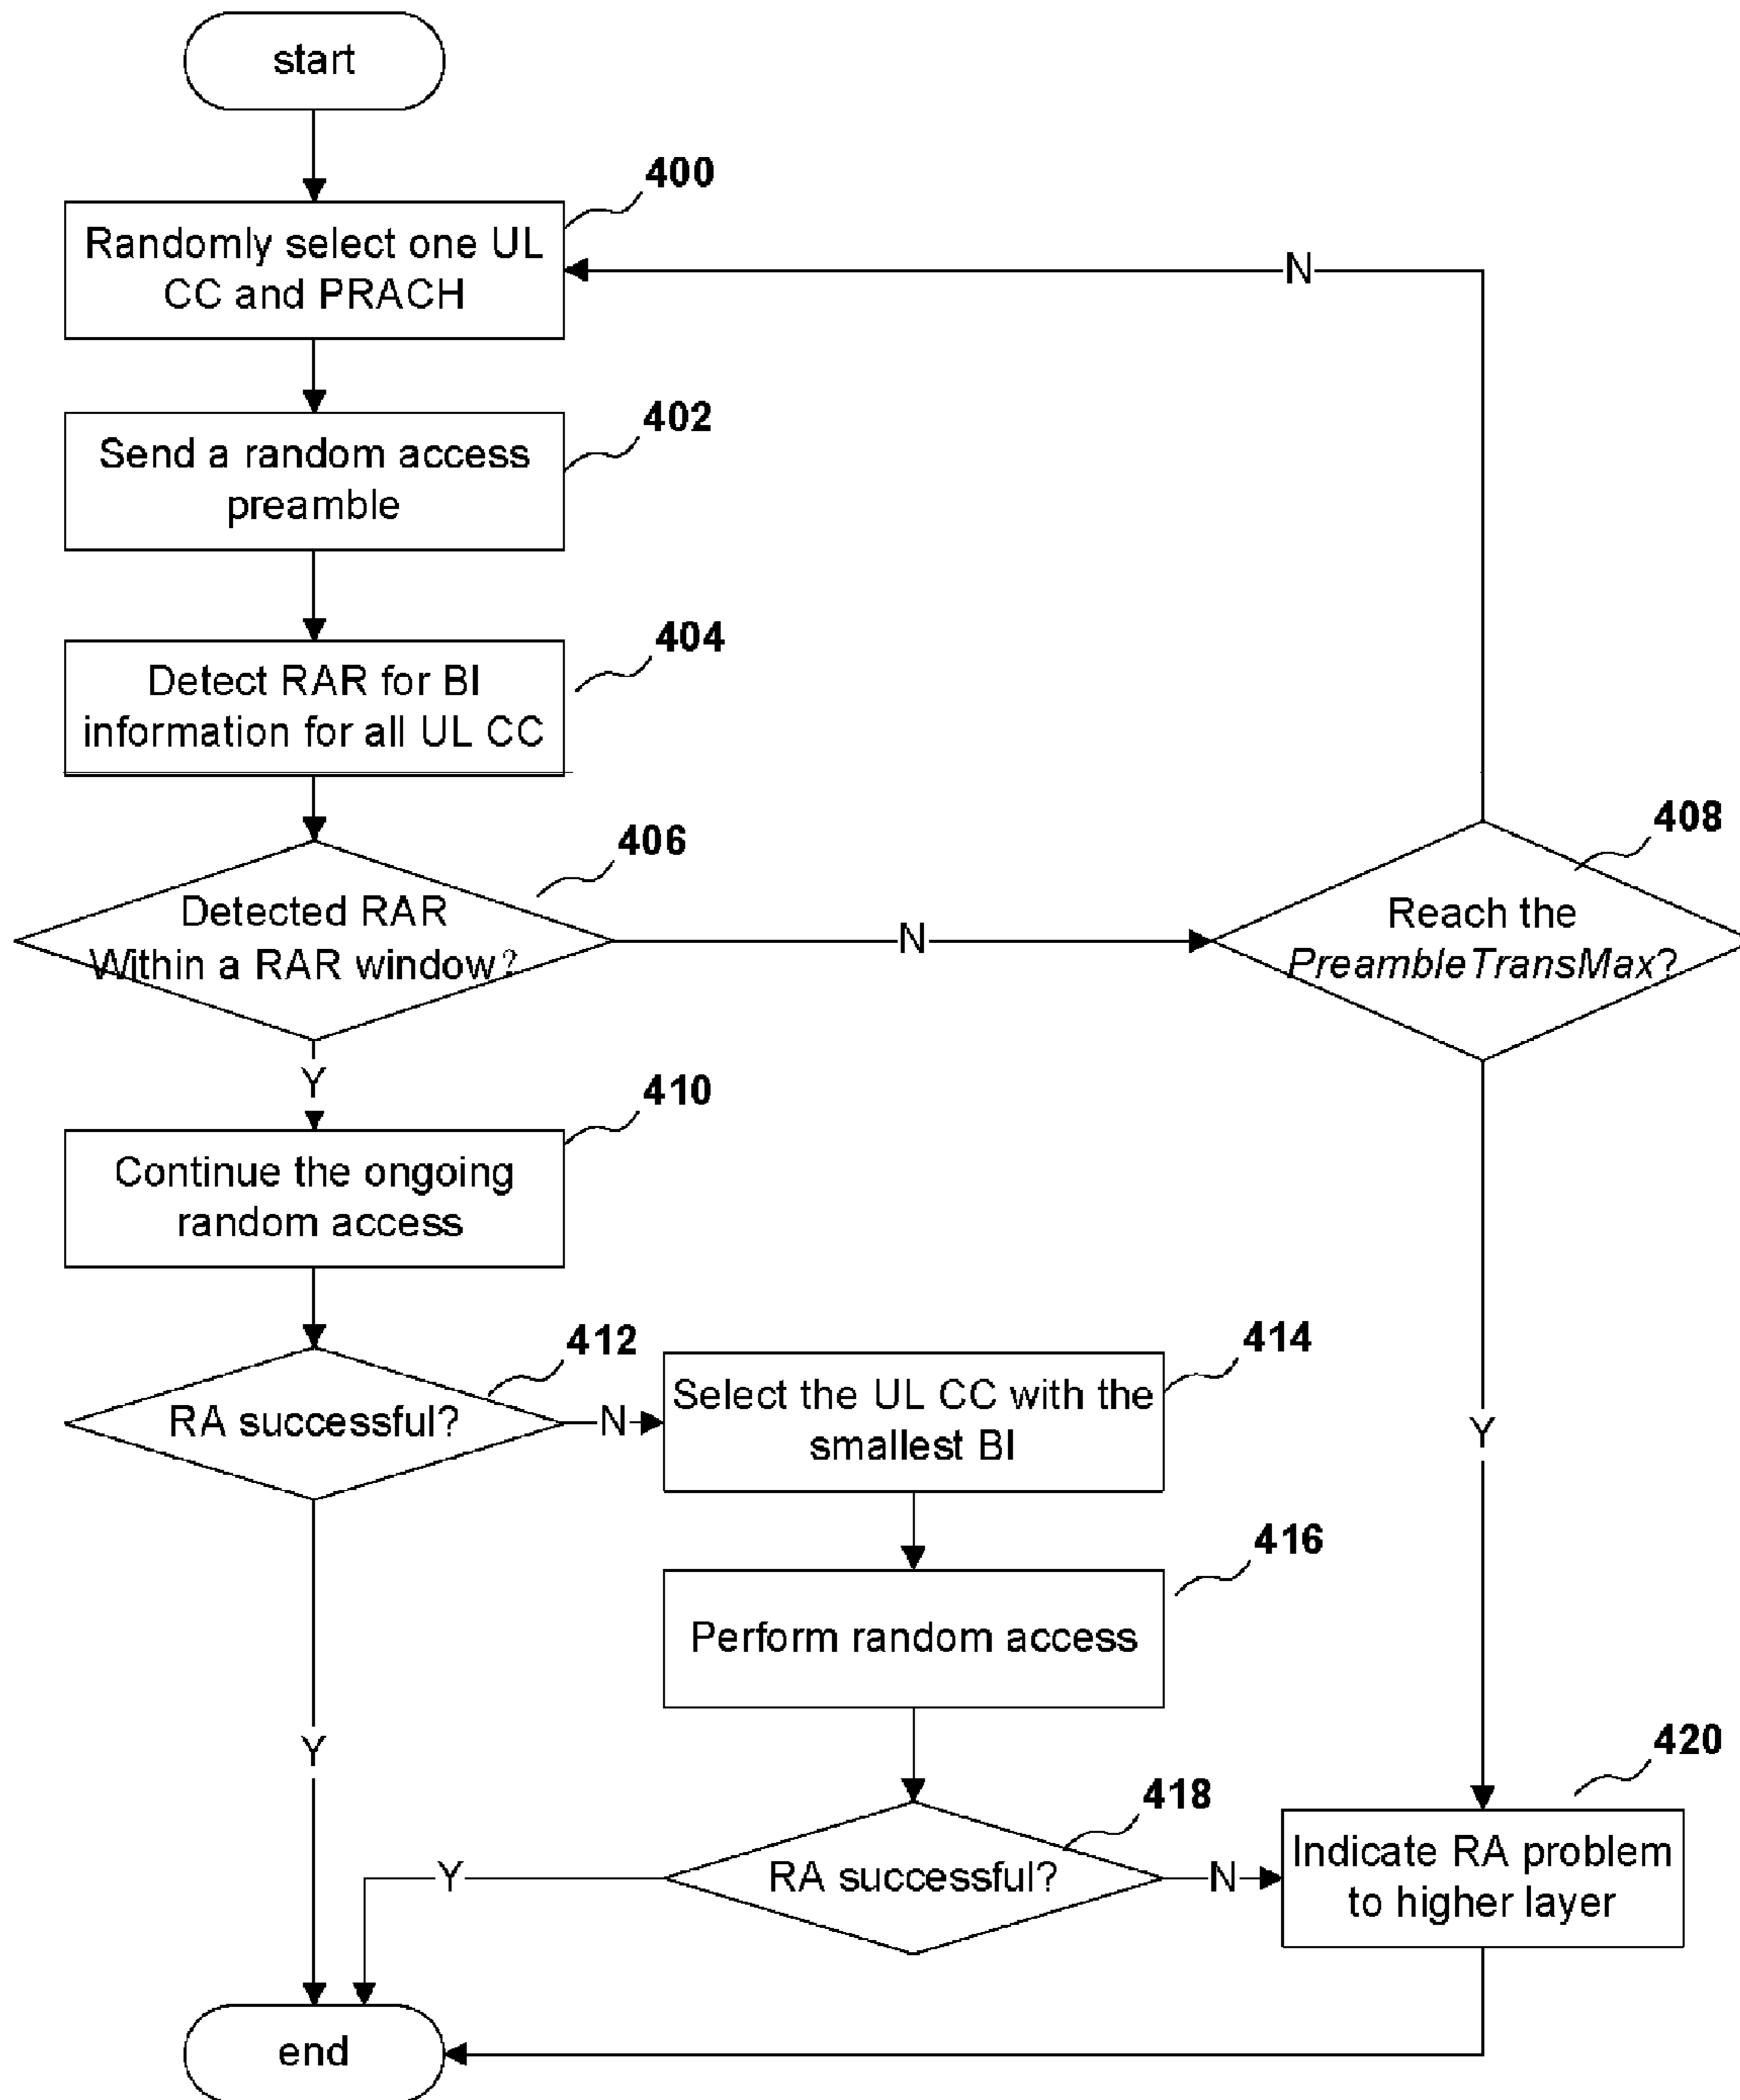 start
400
Randomly select one UL
CC and PRACH
N
402
Send a random access
preamble
404
Detect RAR for BI
information for all UL CC
406
Detected RAR
Within a RAR window?
N
408
Reach the
PreambleTransMax?
Y
410
Continue the ongoing
random access
412
RA successful?
N
414
Select the UL CC with the
smallest BI
Y
416
Perform random access
Y
418
RA successful?
Y
N
420
Indicate RA problem
to higher layer
end